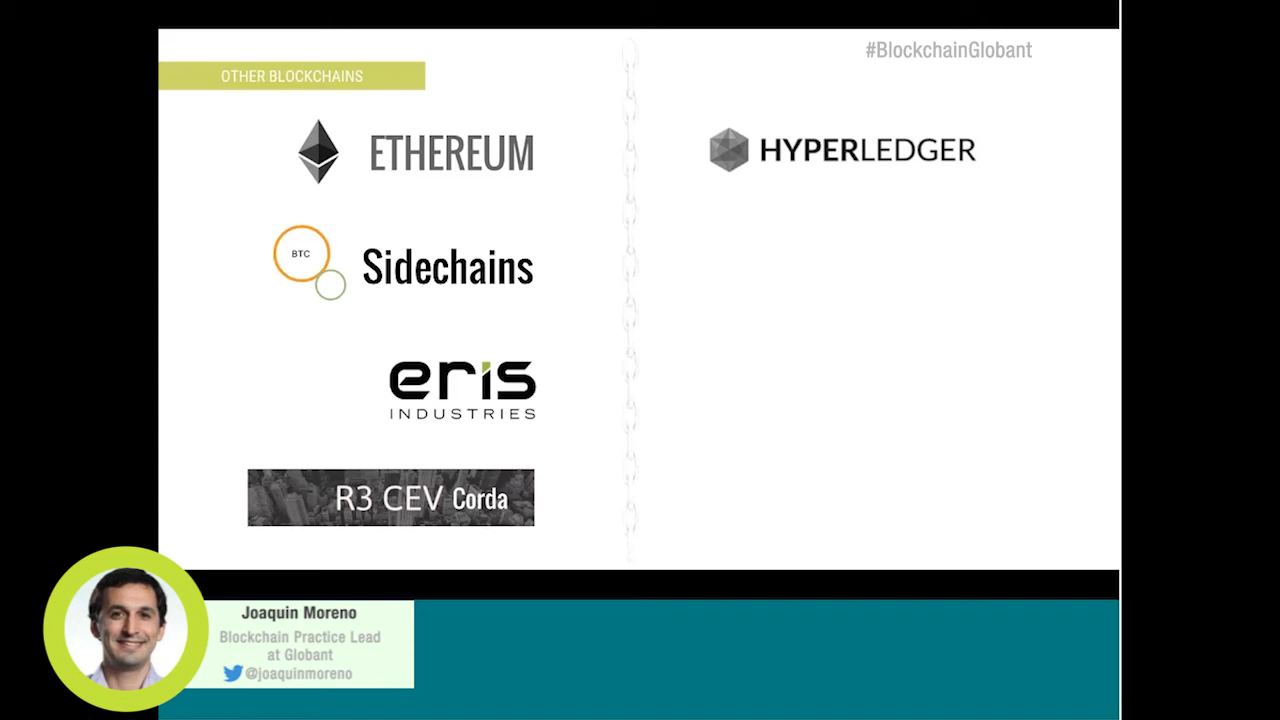 #BlockchainGlobant
OTHER BLOCKCHAINS
ETHEREUM
HYPERLEDGER
BTC
Sidechains
eris
INDUSTRIES
R3 CEV Corda
Joaquin Moreno
Blockchain Practice Lead
at Globant
@joaquinmoreno